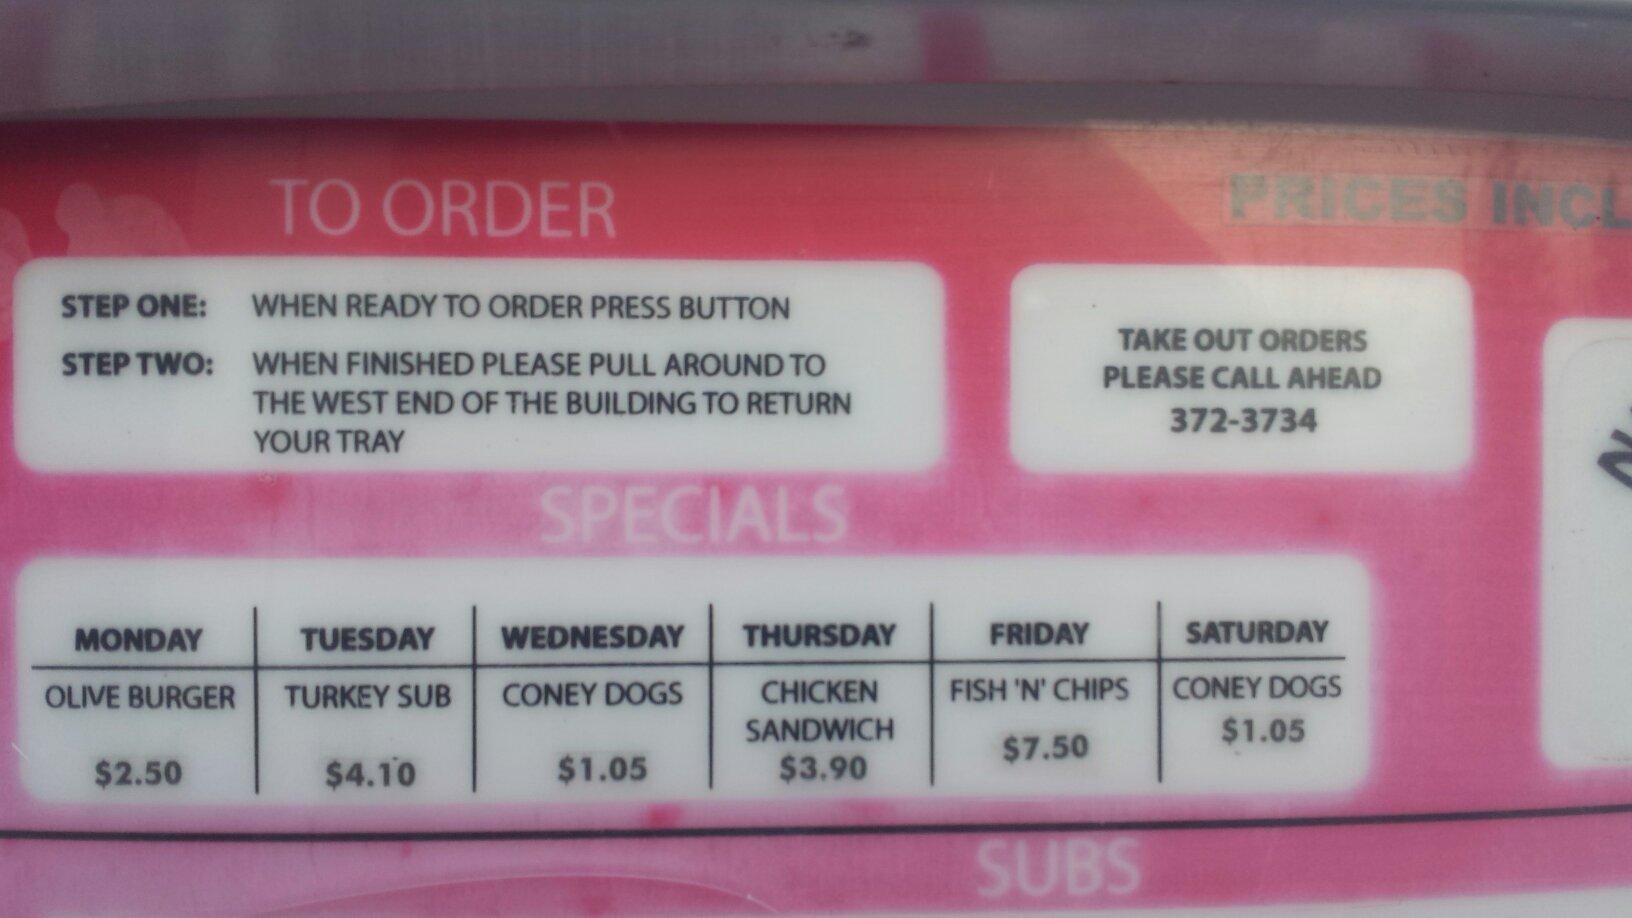 TO ORDER
PRICES
STEP ONE: WHEN READY TO ORDER PRESS BUTTON
STEP TWO: WHEN FINISHED PLEASE PULL AROUND TO
THE WEST END OF THE BUILDING TO RETURN
YOUR TRAY
TAKE OUT ORDERS
PLEASE CALL AHEAD
372-3734
SPECIALS
MONDAY TUESDAY WEDNESDAY THURSDAY FRIDAY SATURDAY
OLIVE BURGER TURKEY SUB CONEY DOGS CHICKEN FISH 'N' CHIPS CONEY DOGS
SANDWICH
$2.50 $4.10 $1.05 $3.90 $7.50 $1.05
SUBS